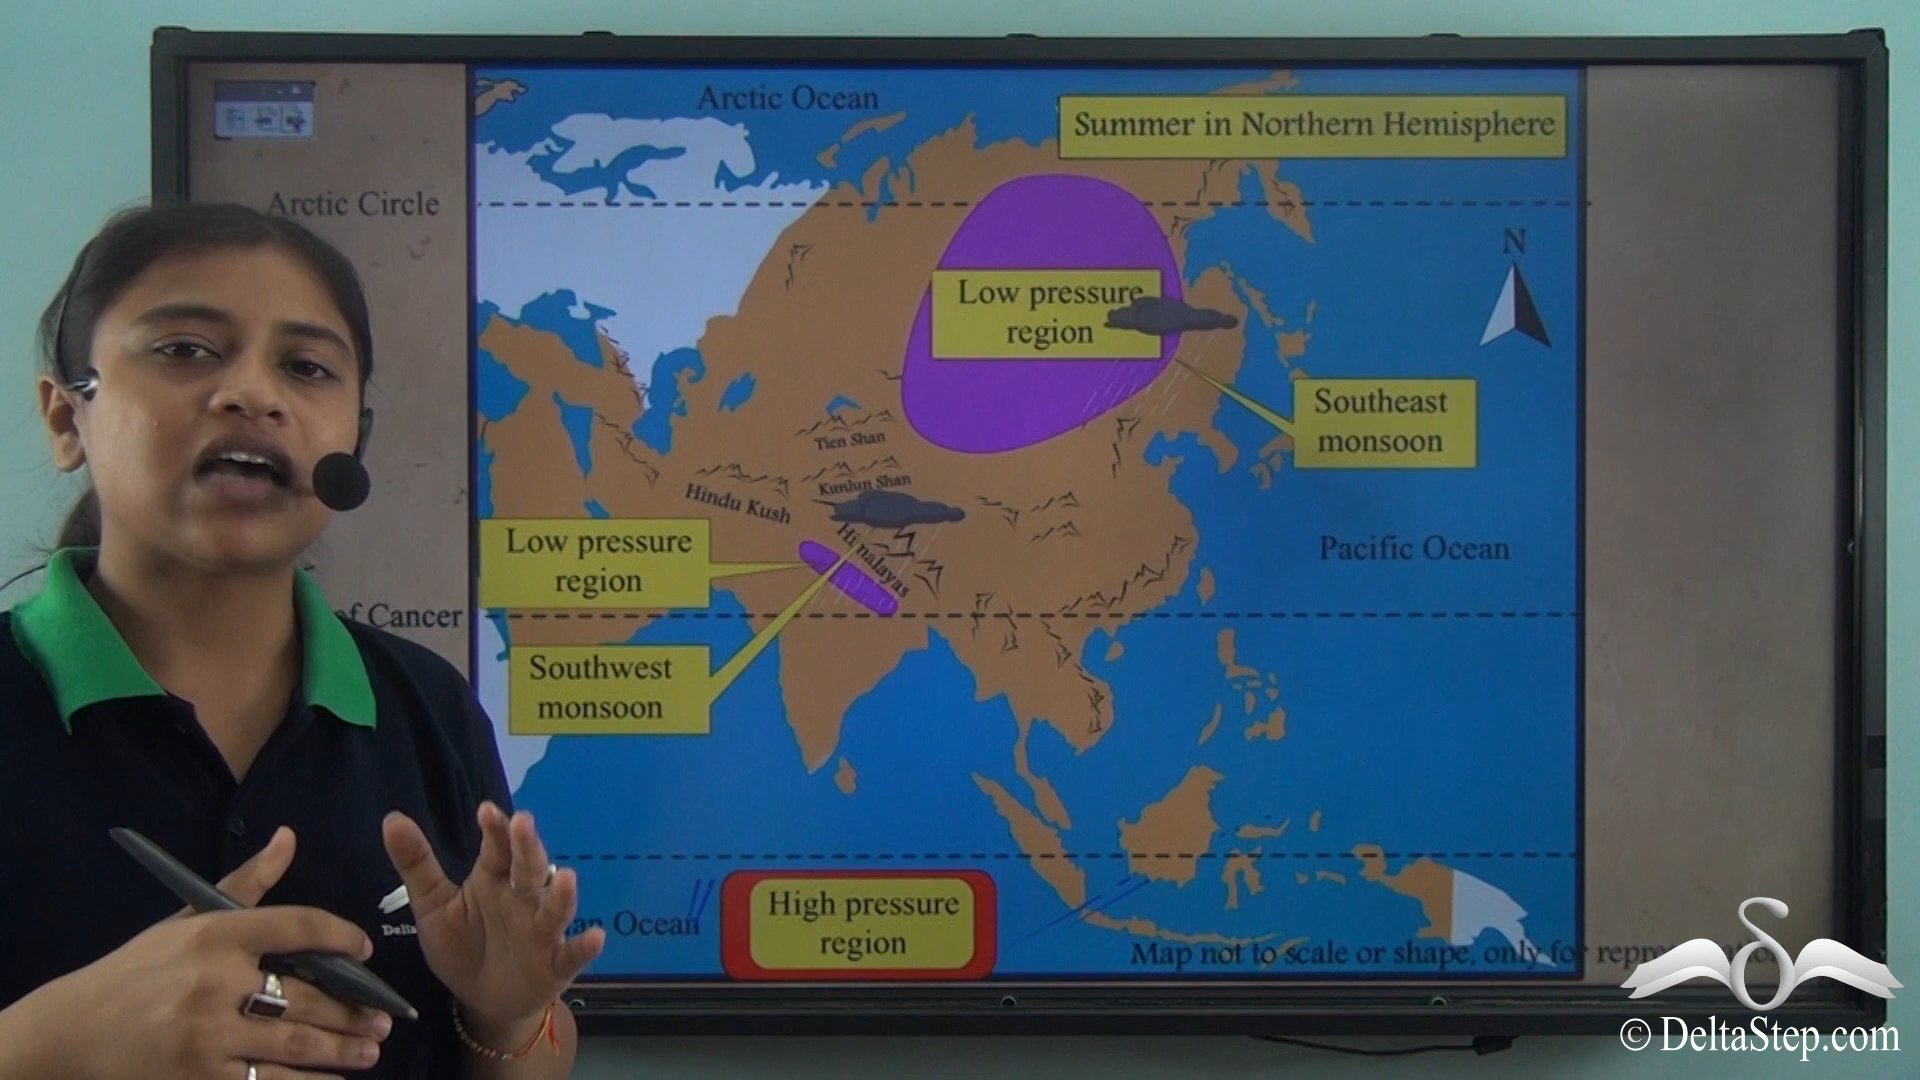 Arctic Ocean
Summer in Northern Hemisphere
Arctic Circle
N
Low pressure
region
Southeast
monsoon
Tien Shan
Kunlun Shan
Hindu Kush
Himalayas
Low pressure
region
Pacific Ocean
of Cancer
Southwest
monsoon
High pressure
region
Ocean
Map not to scale or shape, only for
Delta
© DeltaStep.com